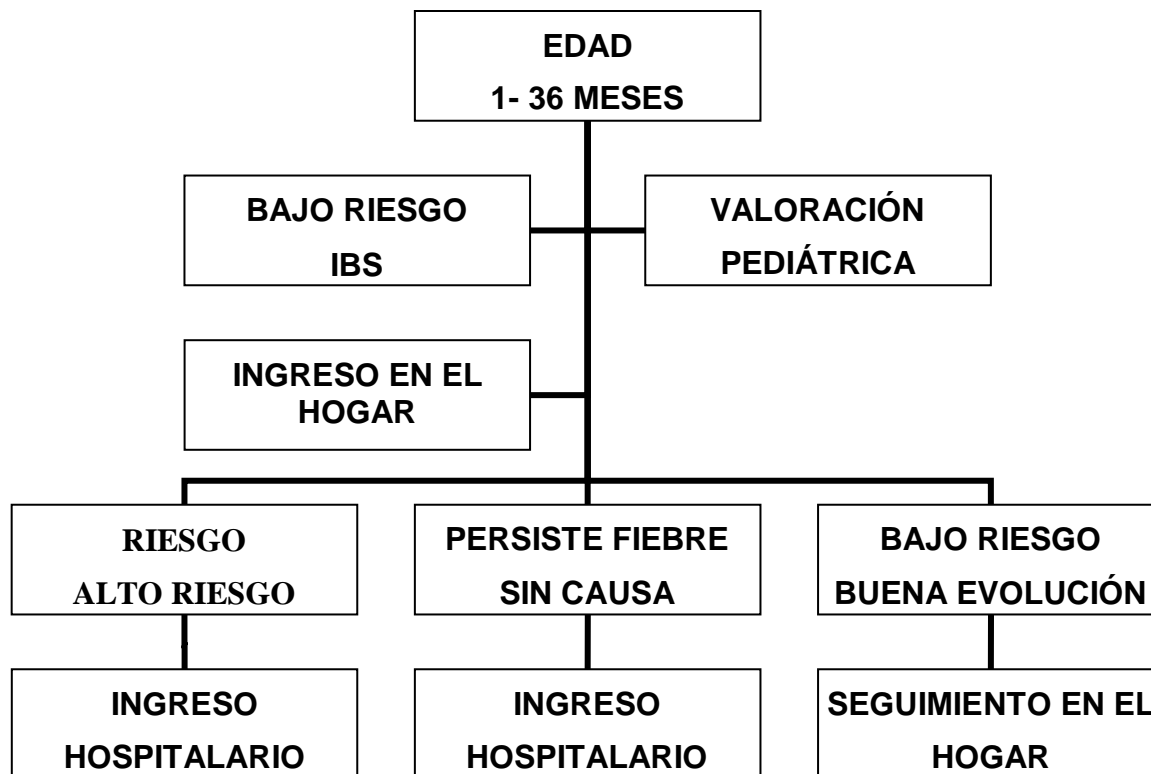 EDAD
1- 36 MESES
BAJO RIESGO
IBS
VALORACIÓN
PEDIÁTRICA
INGRESO EN EL
HOGAR
RIESGO
ALTO RIESGO
PERSISTE FIEBRE
SIN CAUSA
BAJO RIESGO
BUENA EVOLUCIÓN
INGRESO
HOSPITALARIO
INGRESO
HOSPITALARIO
SEGUIMIENTO EN EL
HOGAR